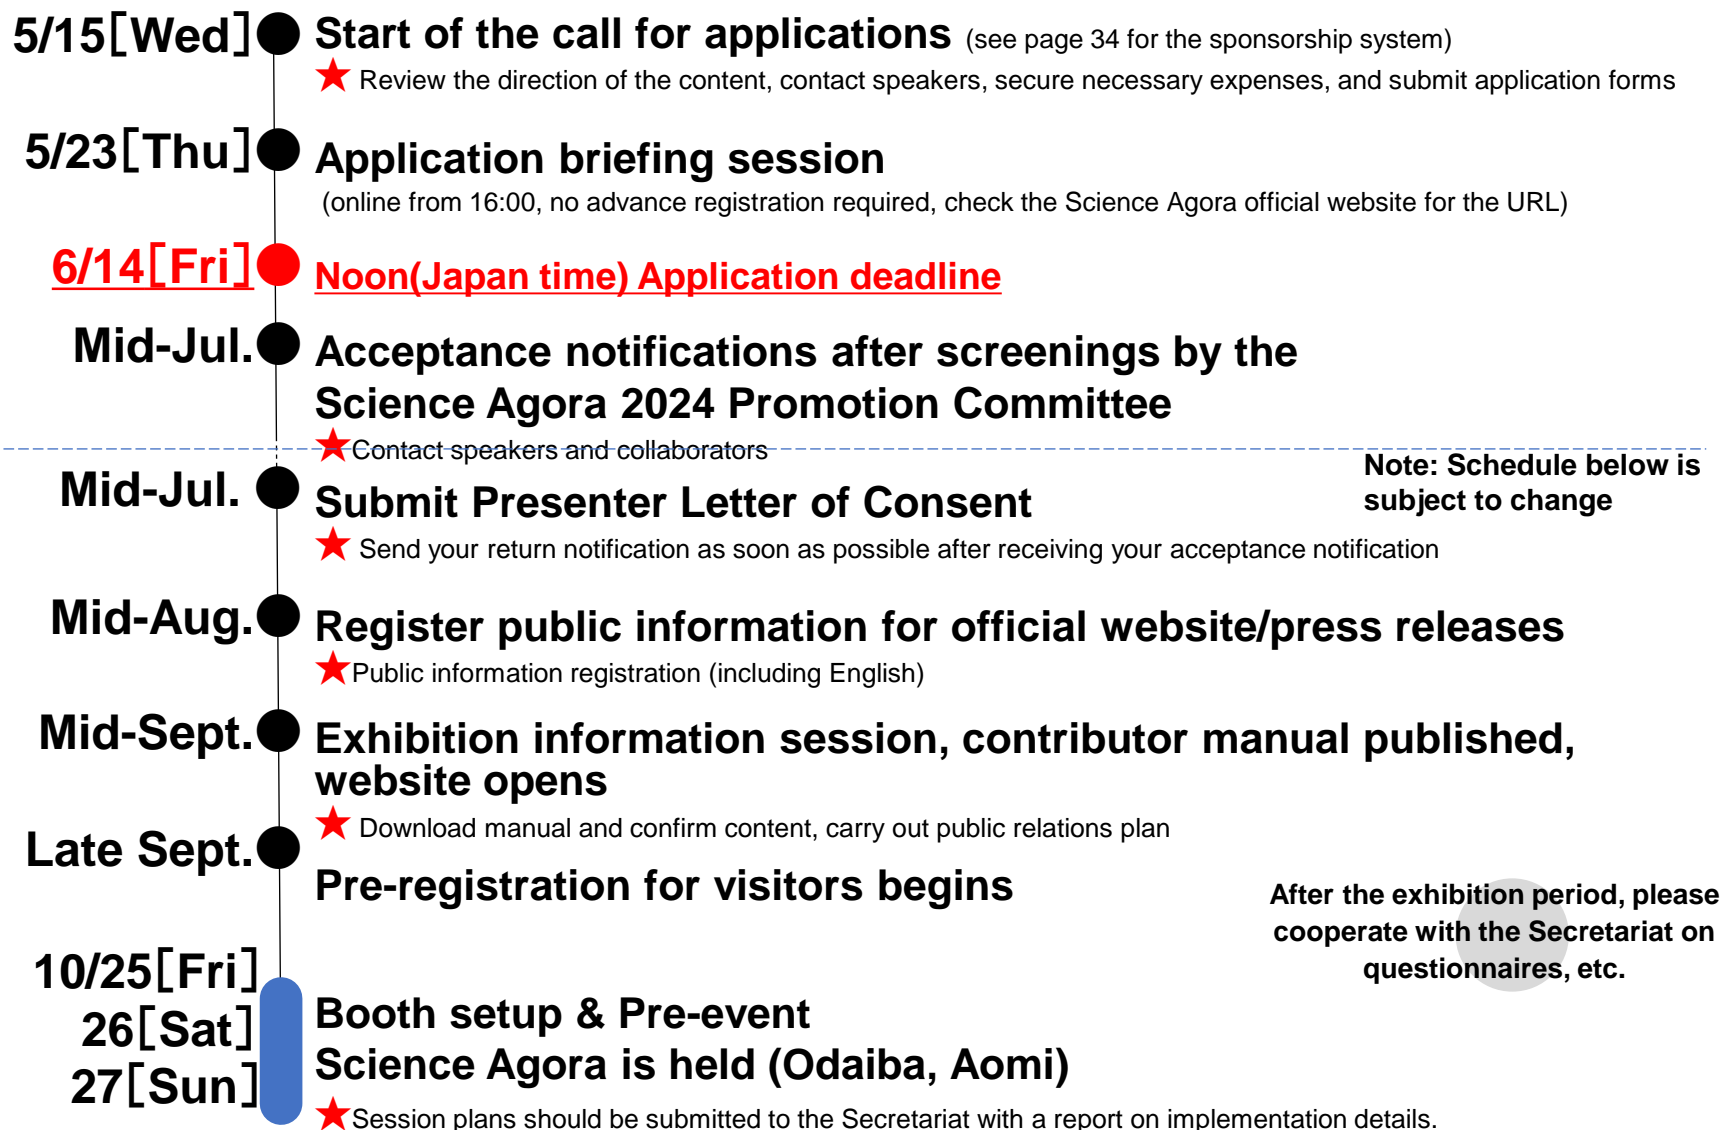 5/15[Wed] Start of the call for applications (see page 34 for the sponsorship system)
★ Review the direction of the content, contact speakers, secure necessary expenses, and submit application forms
5/23[Thu] Application briefing session
(online from 16:00, no advance registration required, check the Science Agora official website for the URL)
6/14[Fri] Noon(Japan time) Application deadline
Mid-Jul. Acceptance notifications after screenings by the
Science Agora 2024 Promotion Committee
★Contact speakers and collaborators
Note: Schedule below is
subject to change
Mid-Jul. Submit Presenter Letter of Consent
★ Send your return notification as soon as possible after receiving your acceptance notification
Mid-Aug. Register public information for official website/press releases
★Public information registration (including English)
Mid-Sept. Exhibition information session, contributor manual published,
website opens
★ Download manual and confirm content, carry out public relations plan
Late Sept. Pre-registration for visitors begins
After the exhibition period, please
cooperate with the Secretariat on
questionnaires, etc.
10/25[Fri] Booth setup & Pre-event
26[Sat] Science Agora is held (Odaiba, Aomi)
27[Sun]
★Session plans should be submitted to the Secretariat with a report on implementation details.